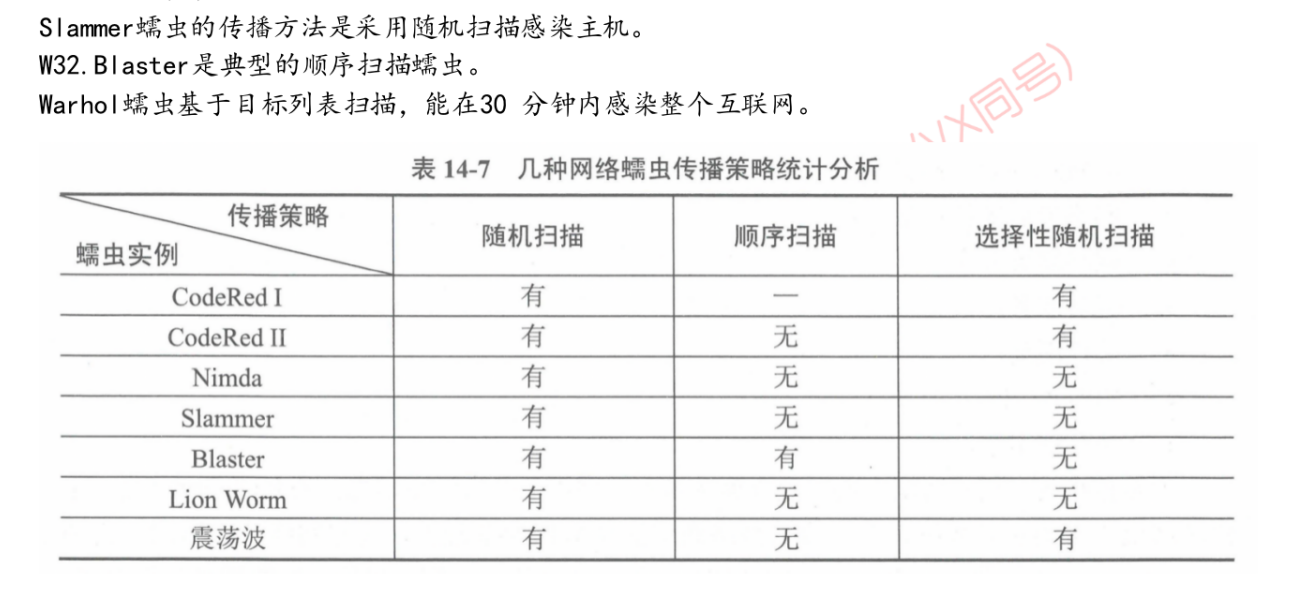 Slammer蠕虫的传播方法是采用随机扫描感染主机。
W32.Blaster是典型的顺序扫描蠕虫。
Warhol蠕虫基于目标列表扫描，能在30 分钟内感染整个互联网。
VX同号)
表 14-7 几种网络蠕虫传播策略统计分析
传播策略
蠕虫实例 随机扫描 顺序扫描 选择性随机扫描
CodeRed I 有 — 有
CodeRed II 有 无 有
Nimda 有 无 无
Slammer 有 无 无
Blaster 有 有 无
Lion Worm 有 无 无
震荡波 有 无 有